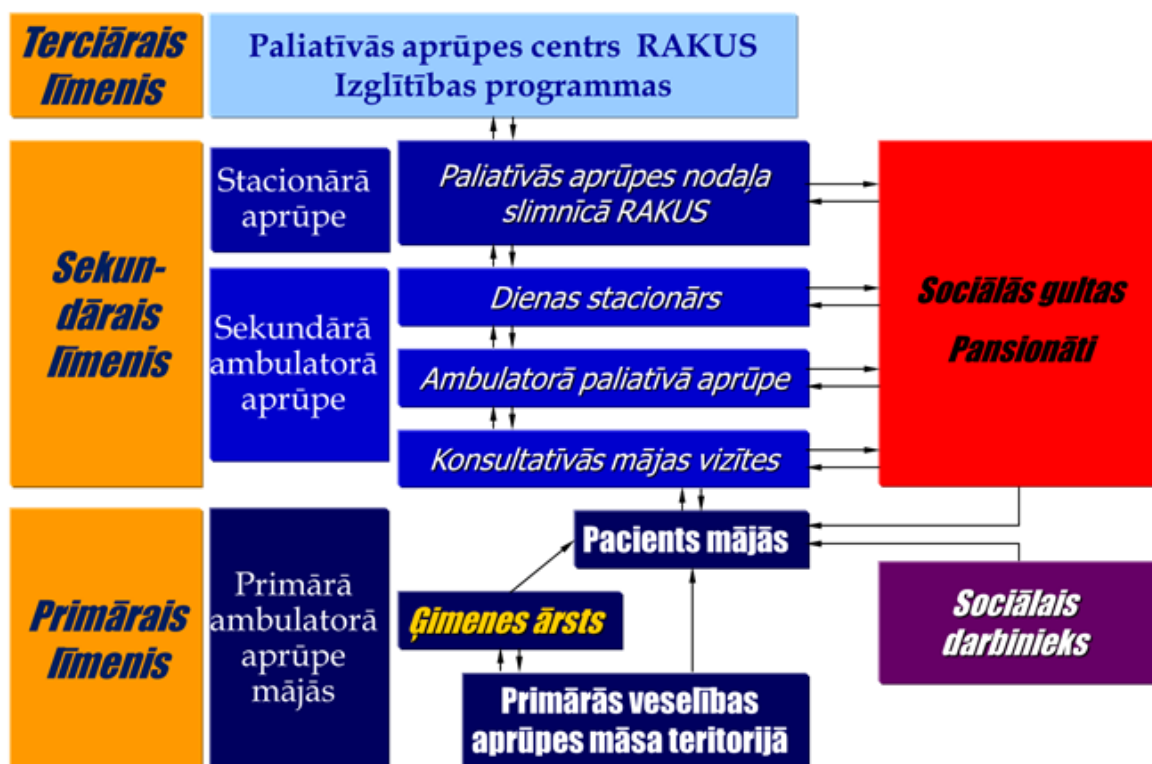 Terciārais
līmenis
Paliatīvās aprūpes centrs RAKUS
Izglītības programmas
Sekun-
dārais
līmenis
Stacionārā
aprūpe
Paliatīvās aprūpes nodaļa
slimnīcā RAKUS
Sekundārā
ambulatorā
aprūpe
Dienas stacionārs
Ambulatorā paliatīvā aprūpe
Konsultatīvās mājas vizītes
Sociālās gultas
Pansionāti
Primārais
līmenis
Primārā
ambulatorā
aprūpe
mājās
Pacients mājās
Ģimenes ārsts
Primārās veselības
aprūpes māsa teritorijā
Sociālais
darbinieks